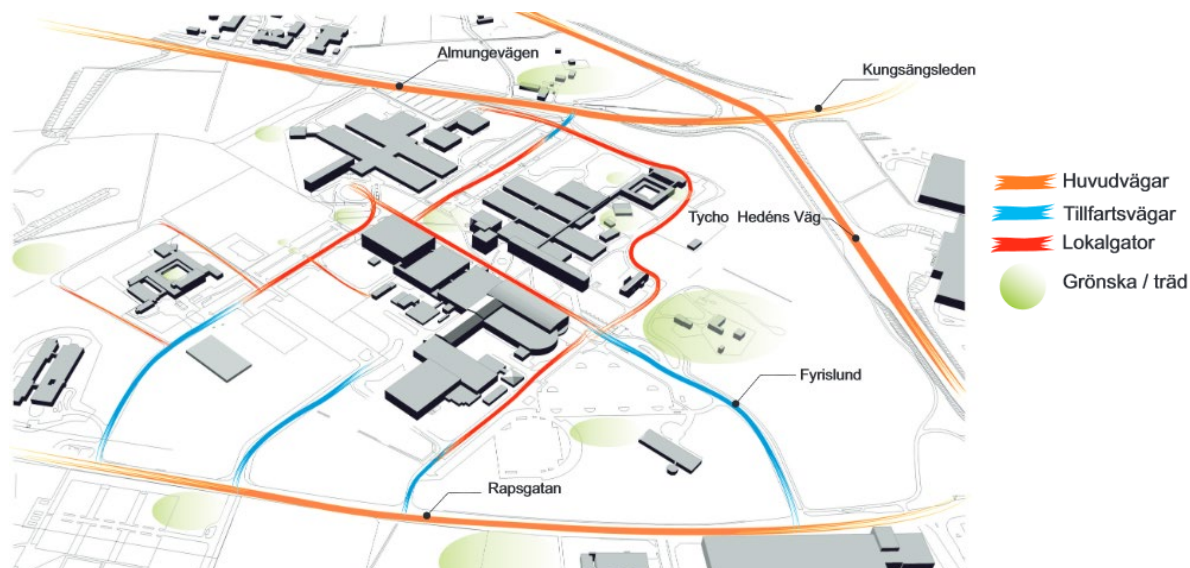 Almungevägen
Kungsängsleden
Tycho Hedéns Väg
Fyrislund
Rapsgatan
Huvudvägar
Tillfartsvägar
Lokalgator
Grönska / träd